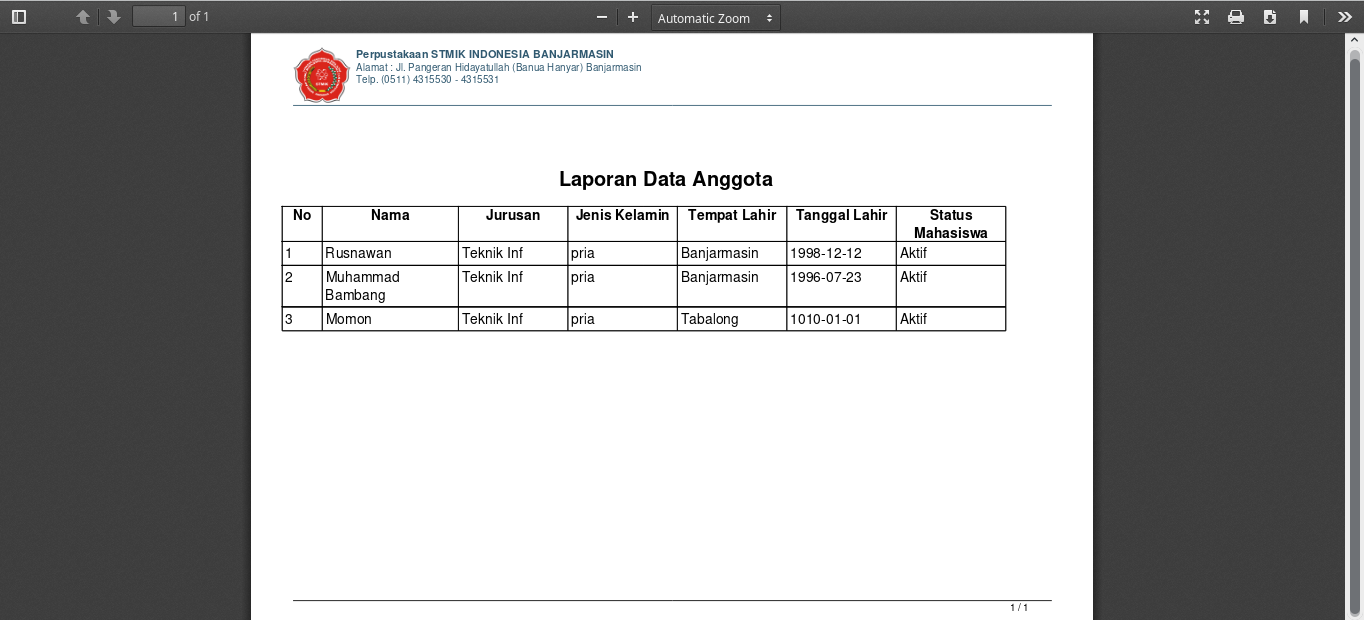 1 of 1
Automatic Zoom
Perpustakaan STMIK INDONESIA BANJARMASIN
Alamat : Jl. Pangeran Hidayatullah (Banua Hanyar) Banjarmasin
Telp. (0511) 4315530 - 4315531
Laporan Data Anggota
No Nama Jurusan Jenis Kelamin Tempat Lahir Tanggal Lahir Status
Mahasiswa
1 Rusnawan Teknik Inf pria Banjarmasin 1998-12-12 Aktif
2 Muhammad Teknik Inf pria Banjarmasin 1996-07-23 Aktif
Bambang
3 Momon Teknik Inf pria Tabalong 1010-01-01 Aktif
1 / 1